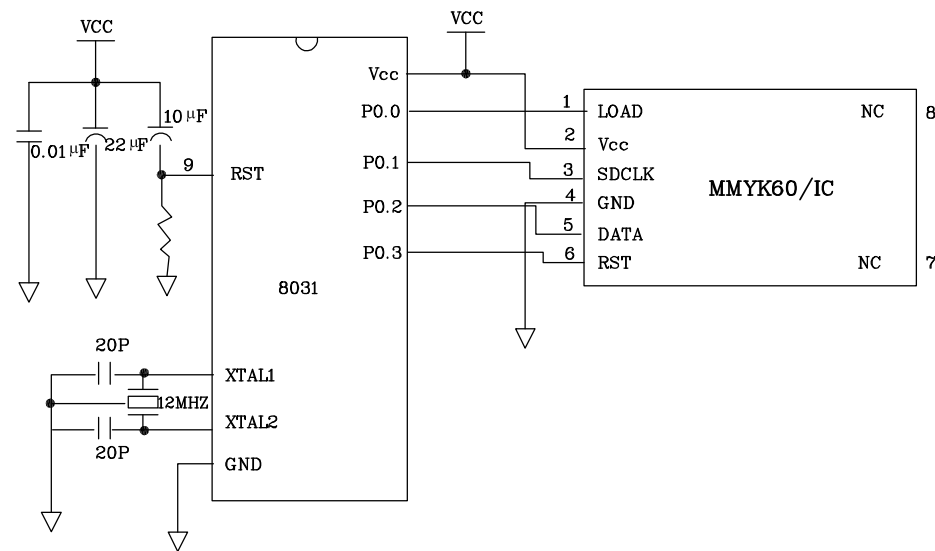 VCC
VCC
0.01μF
22μF
10μF
9
RST
Vcc
P0.0
P0.1
P0.2
P0.3
8031
1
LOAD
NC
8
2
Vcc
3
SDCLK
MMYK60/IC
4
GND
5
DATA
6
RST
NC
7
20P
XTAL1
12MHZ
XTAL2
20P
GND